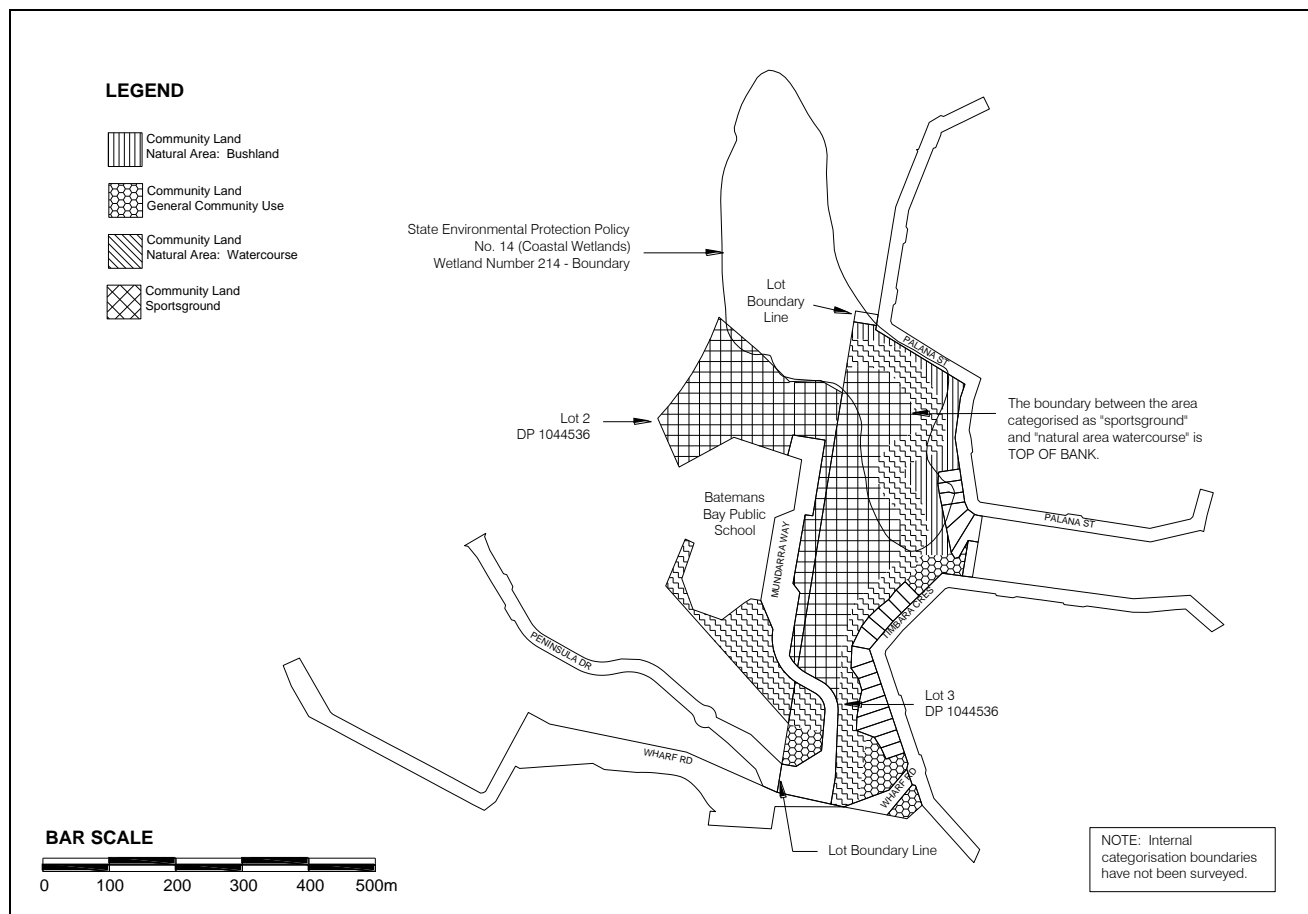 LEGEND
Community Land
Natural Area: Bushland
Community Land
General Community Use
Community Land
Natural Area: Watercourse
Community Land
Sportsground
State Environmental Protection Policy
No. 14 (Coastal Wetlands)
Wetland Number 214 - Boundary
Lot
Boundary
Line
PALANA ST
The boundary between the area
categorised as "sportsground"
and "natural area watercourse" is
TOP OF BANK.
Lot 2
DP 1044536
Batemans
Bay Public
School
MUNDARRA WAY
PALANA ST
TIMBARA CRES
PENINSULA DR
Lot 3
DP 1044536
WHARF RD
WHARF RD
Lot Boundary Line
BAR SCALE
0 100 200 300 400 500m
NOTE: Internal
categorisation boundaries
have not been surveyed.